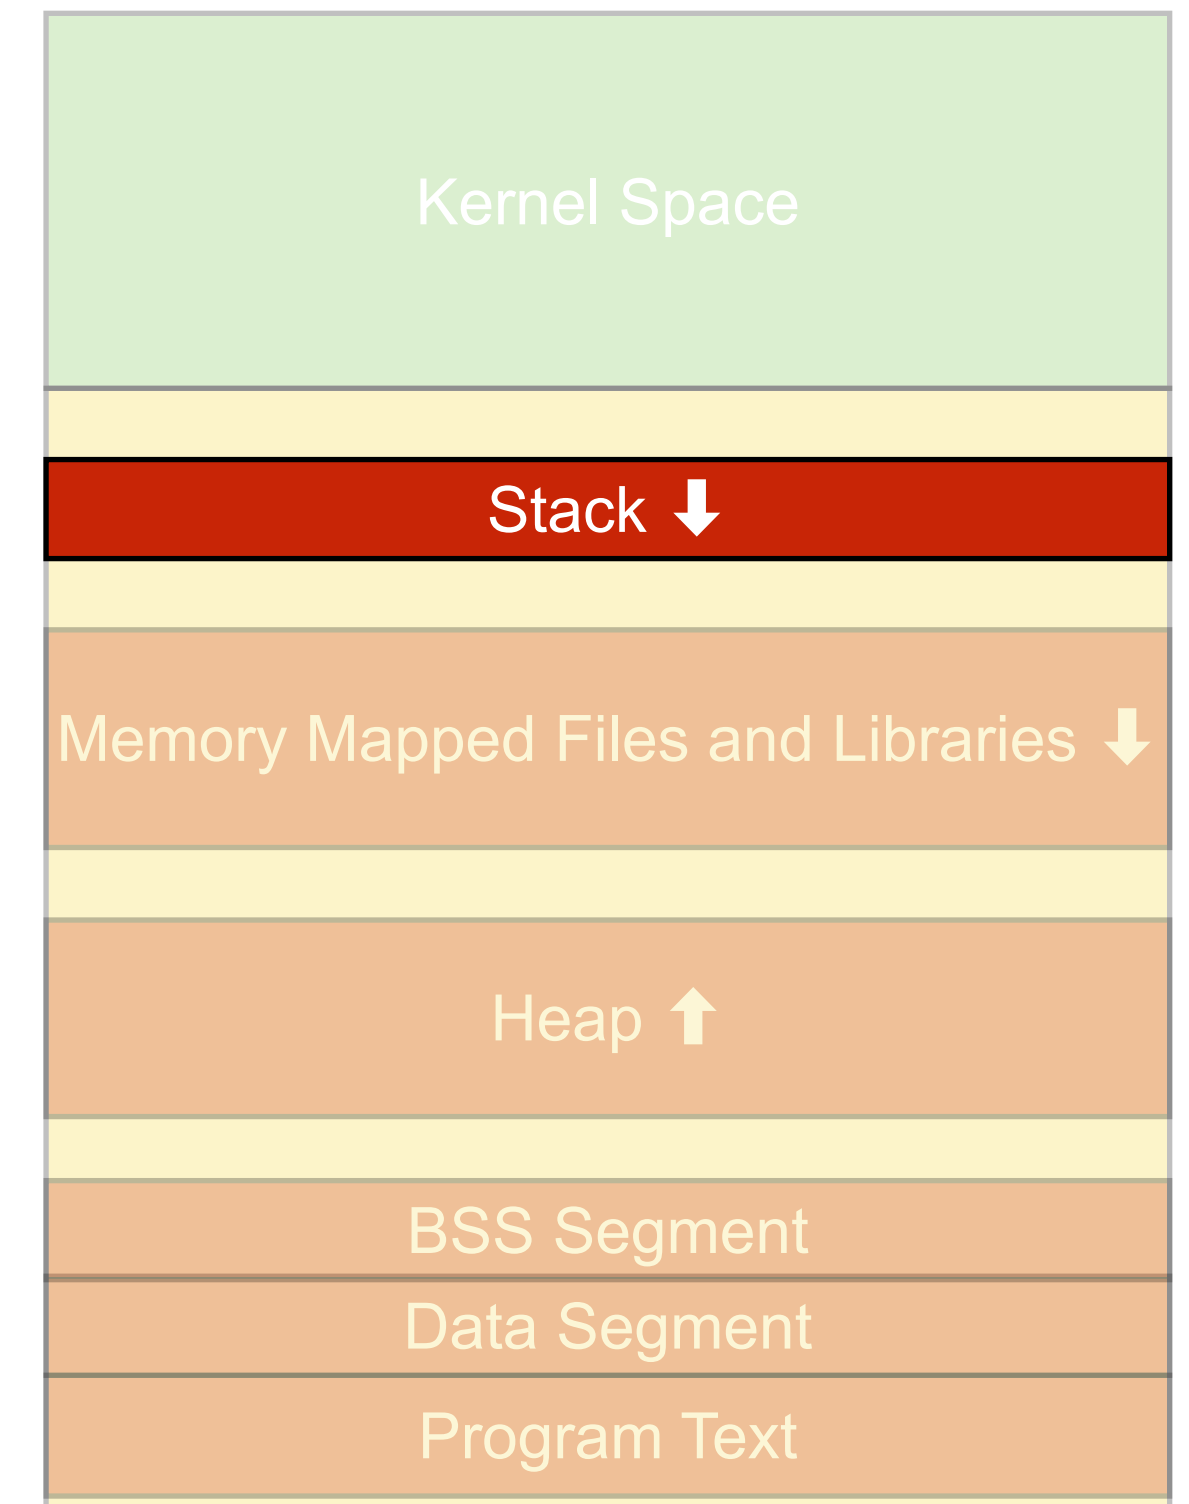 Kernel Space
Stack ⬇
Memory Mapped Files and Libraries ⬇
Heap ⬆
BSS Segment
Data Segment
Program Text